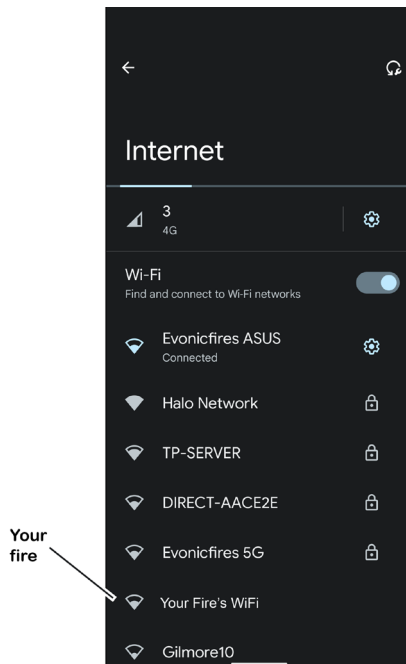 Internet
3
4G
Wi-Fi
Find and connect to Wi-Fi networks
Evonicfires ASUS
Connected
Halo Network
TP-SERVER
DIRECT-AACE2E
Evonicfires 5G
Your
fire
Your Fire's WiFi
Gilmore10